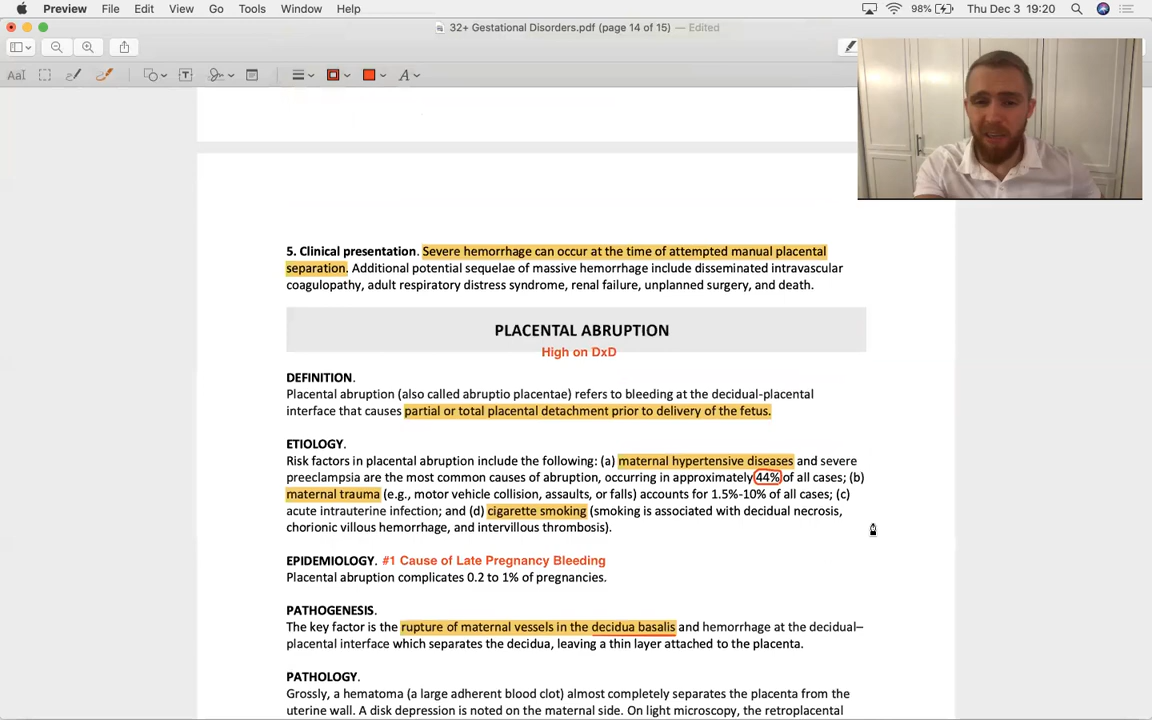 Preview File Edit View Go Tools Window Help 98% Thu Dec 3 19:20
32+ Gestational Disorders.pdf (page 14 of 15) — Edited
AaI T A
5. Clinical presentation. Severe hemorrhage can occur at the time of attempted manual placental
separation. Additional potential sequelae of massive hemorrhage include disseminated intravascular
coagulopathy, adult respiratory distress syndrome, renal failure, unplanned surgery, and death.
PLACENTAL ABRUPTION
High on DxD
DEFINITION.
Placental abruption (also called abruptio placentae) refers to bleeding at the decidual-placental
interface that causes partial or total placental detachment prior to delivery of the fetus.
ETIOLOGY.
Risk factors in placental abruption include the following: (a) maternal hypertensive diseases and severe
preeclampsia are the most common causes of abruption, occurring in approximately 44% of all cases; (b)
maternal trauma (e.g., motor vehicle collision, assaults, or falls) accounts for 1.5%-10% of all cases; (c)
acute intrauterine infection; and (d) cigarette smoking (smoking is associated with decidual necrosis,
chorionic villous hemorrhage, and intervillous thrombosis).
EPIDEMIOLOGY. #1 Cause of Late Pregnancy Bleeding
Placental abruption complicates 0.2 to 1% of pregnancies.
PATHOGENESIS.
The key factor is the rupture of maternal vessels in the decidua basalis and hemorrhage at the decidual–
placental interface which separates the decidua, leaving a thin layer attached to the placenta.
PATHOLOGY.
Grossly, a hematoma (a large adherent blood clot) almost completely separates the placenta from the
uterine wall. A disk depression is noted on the maternal side. On light microscopy, the retroplacental